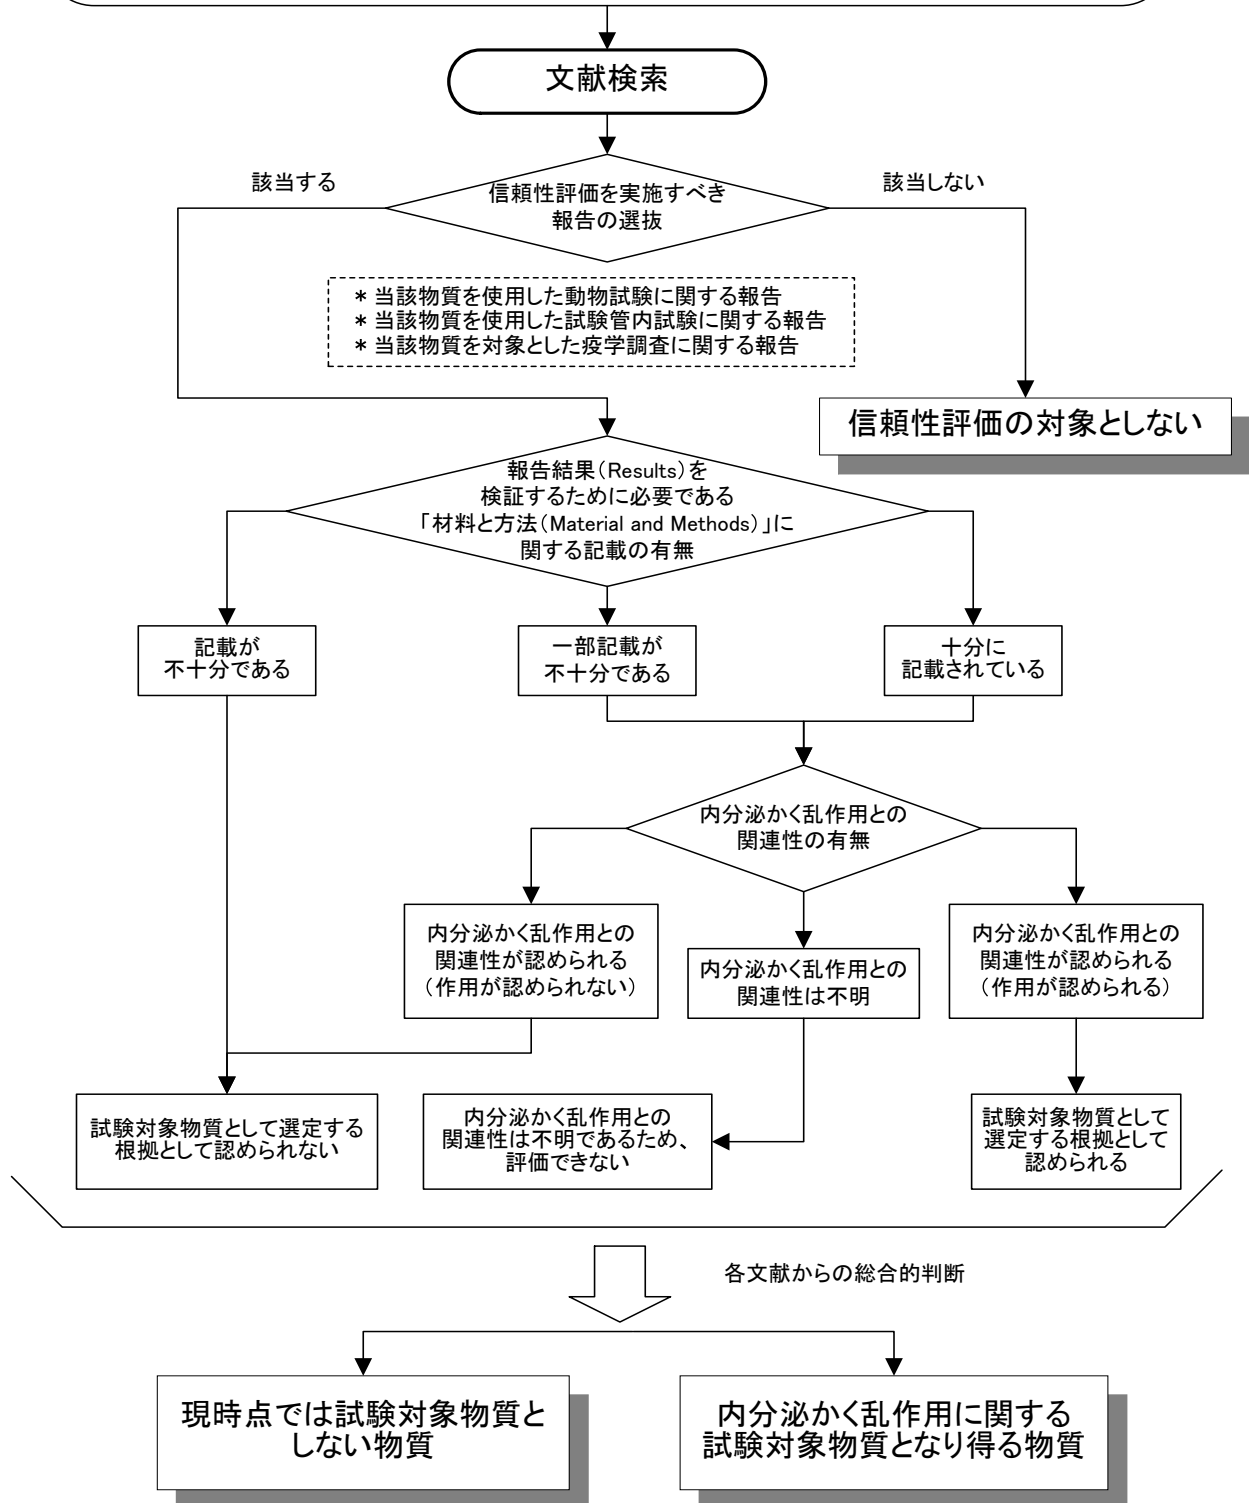 文献検索
該当する
信頼性評価を実施すべき
報告の選抜
該当しない
* 当該物質を使用した動物試験に関する報告
* 当該物質を使用した試験管内試験に関する報告
* 当該物質を対象とした疫学調査に関する報告
信頼性評価の対象としない
報告結果(Results)を
検証するために必要である
「材料と方法(Material and Methods)」に
関する記載の有無
記載が
不十分である
一部記載が
不十分である
十分に
記載されている
内分泌かく乱作用との
関連性の有無
内分泌かく乱作用との
関連性が認められる
(作用が認められない)
内分泌かく乱作用との
関連性は不明
内分泌かく乱作用との
関連性が認められる
(作用が認められる)
試験対象物質として選定する
根拠として認められない
内分泌かく乱作用との
関連性は不明であるため、
評価できない
試験対象物質として
選定する根拠として
認められる
各文献からの総合的判断
現時点では試験対象物質と
しない物質
内分泌かく乱作用に関する
試験対象物質となり得る物質